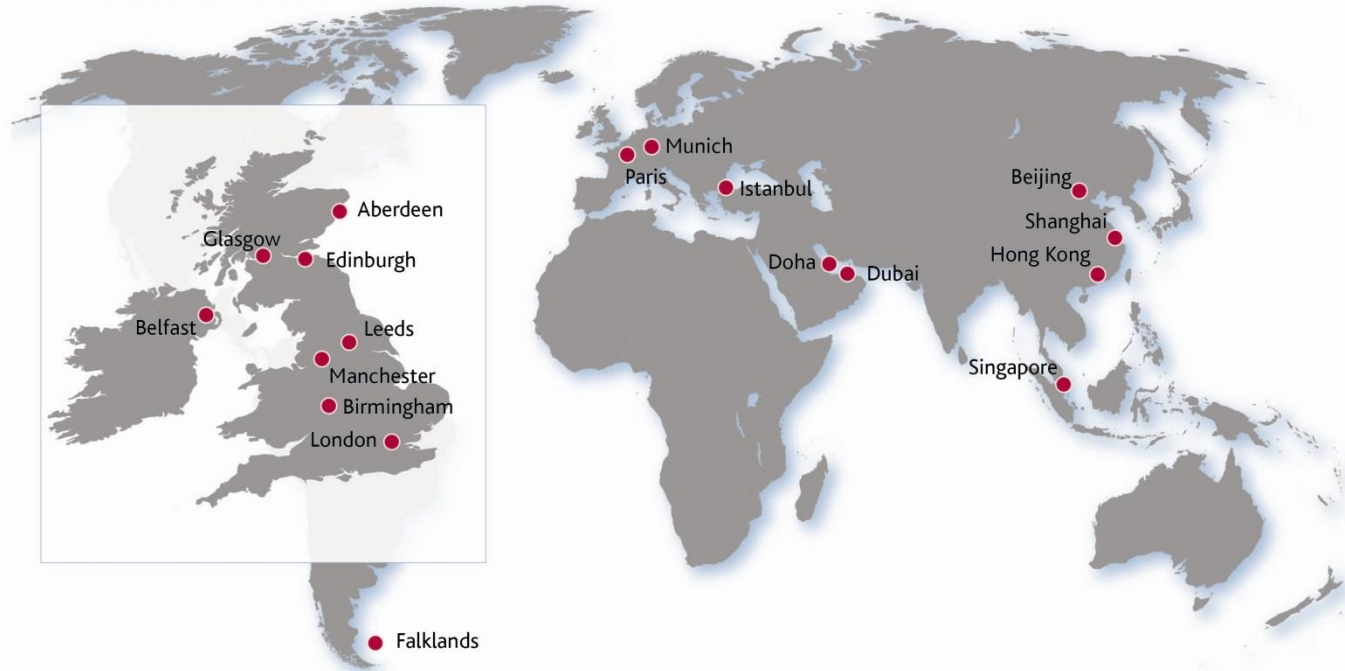 Munich
Paris
Istanbul
Beijing
Aberdeen
Shanghai
Glasgow
Edinburgh
Hong Kong
Doha
Dubai
Belfast
Leeds
Singapore
Manchester
Birmingham
London
Falklands